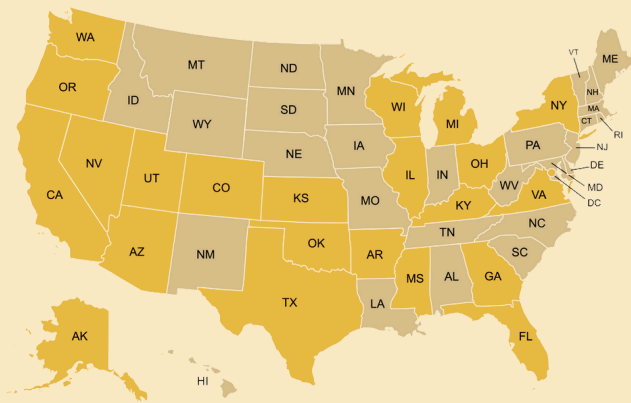 WA
MT
ND
MN
VT
ME
OR
ID
SD
WI
MI
NY
NH
MA
CT
RI
WY
IA
PA
NJ
NV
NE
IL
IN
OH
DE
CA
UT
CO
KS
MO
WV
VA
MD
KY
DC
AZ
NM
OK
AR
TN
NC
SC
TX
LA
MS
AL
GA
AK
HI
FL